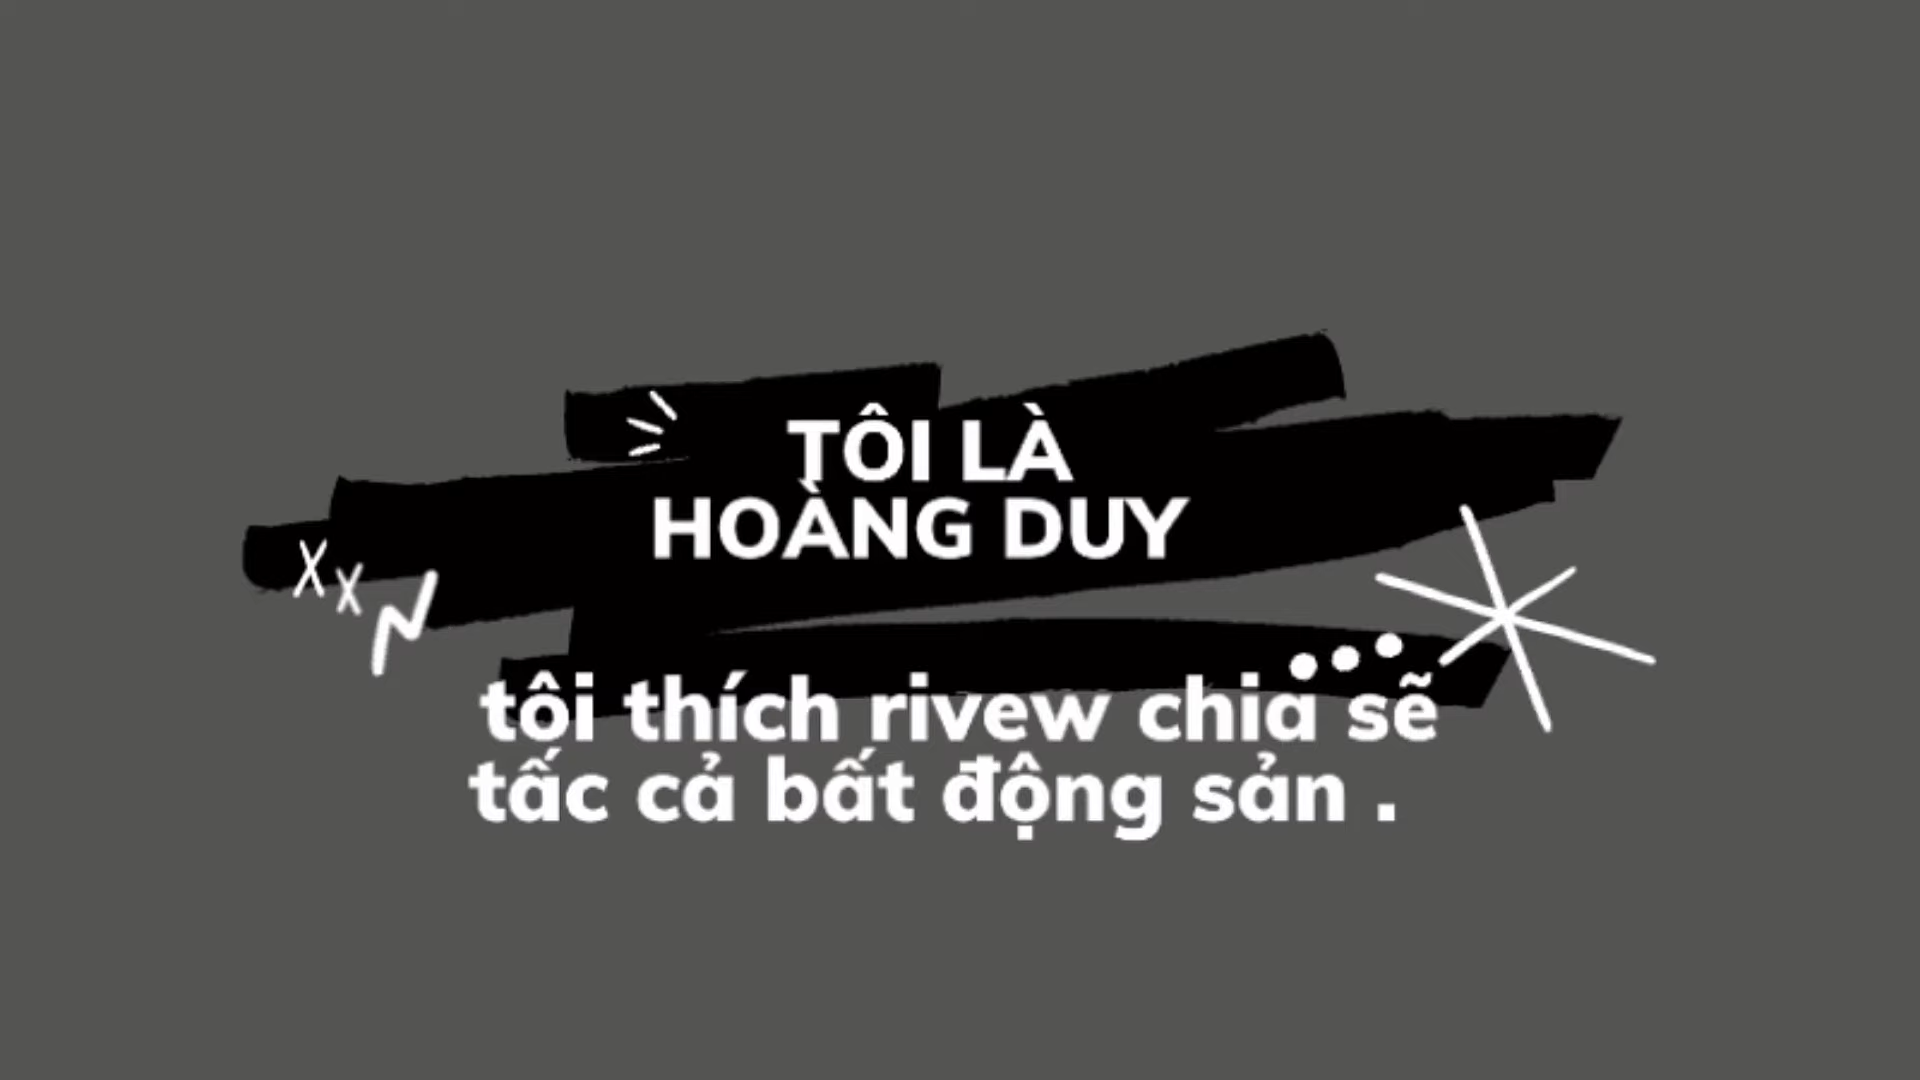 TÔI LÀ
HOÀNG DUY
tôi thích rivew chia sẽ
tấc cả bất động sản .